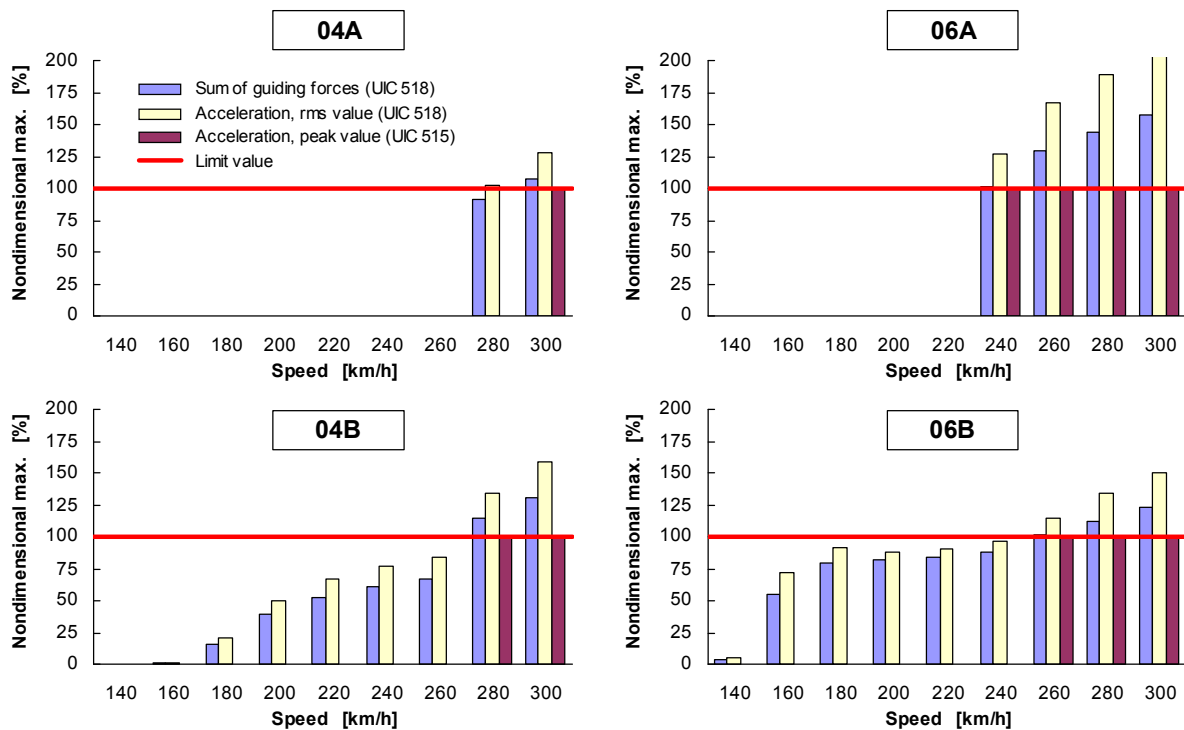 04A
Nondimensional max. [%]
200
175
150
125
100
75
50
25
0
Sum of guiding forces (UIC 518)
Acceleration, rms value (UIC 518)
Acceleration, peak value (UIC 515)
Limit value
140 160 180 200 220 240 260 280 300
Speed [km/h]
06A
Nondimensional max. [%]
200
175
150
125
100
75
50
25
0
140 160 180 200 220 240 260 280 300
Speed [km/h]
04B
Nondimensional max. [%]
200
175
150
125
100
75
50
25
0
140 160 180 200 220 240 260 280 300
Speed [km/h]
06B
Nondimensional max. [%]
200
175
150
125
100
75
50
25
0
140 160 180 200 220 240 260 280 300
Speed [km/h]